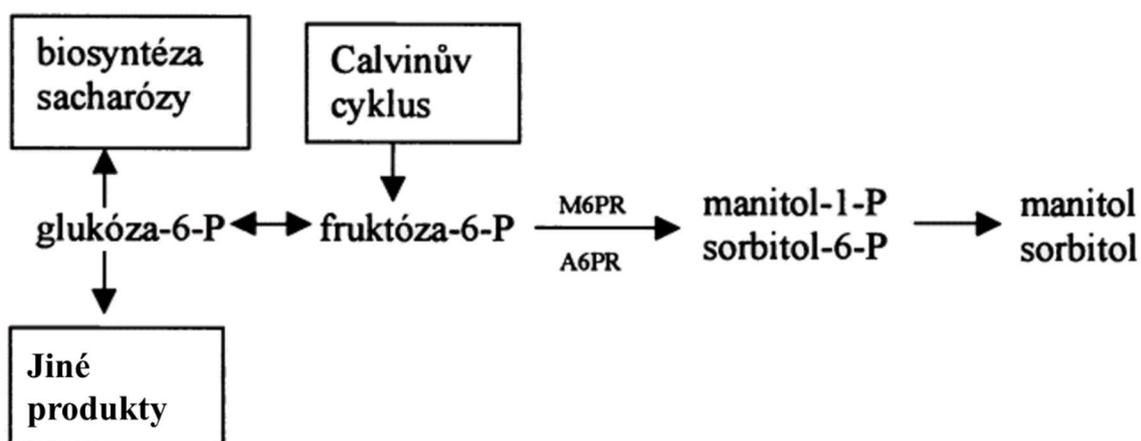 biosyntéza
sacharózy
Calvinův
cyklus
glukóza-6-P
fruktóza-6-P
M6PR
A6PR
manitol-1-P
sorbitol-6-P
manitol
sorbitol
Jiné
produkty